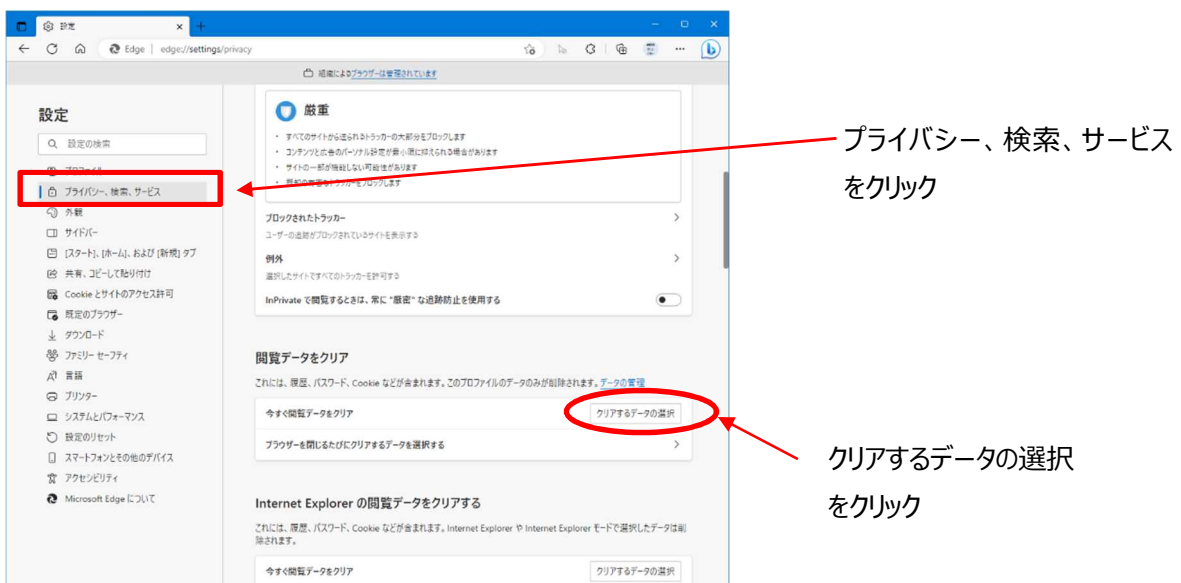 設定
Edge | edge://settings/privacy
組織によるブラウザーは管理されています
設定
設定の検索
プロファイル
プライバシー、検索、サービス
外観
サイドバー
[スタート]、[ホーム]、および [新規] タブ
共有、コピーして貼り付け
Cookie とサイトのアクセス許可
既定のブラウザー
ダウンロード
ファミリー セーフティ
言語
プリンター
システムとパフォーマンス
設定のリセット
スマートフォンとその他のデバイス
アクセシビリティ
Microsoft Edge について
厳重
・ すべてのサイトから送られるトラッカーの大部分をブロックします
・ コンテンツと広告のパーソナル設定が最小限に抑えられる場合があります
・ サイトの一部が機能しない可能性があります
・ 既知の有害なトラッカーをブロックします
ブロックされたトラッカー
ユーザーの追跡がブロックされているサイトを表示する
例外
選択したサイトですべてのトラッカーを許可する
InPrivate で閲覧するときは、常に "厳密" な追跡防止を使用する
閲覧データをクリア
これには、履歴、パスワード、Cookie などが含まれます。このプロファイルのデータのみが削除されます。データの管理
今すぐ閲覧データをクリア
クリアするデータの選択
ブラウザーを閉じるたびにクリアするデータを選択する
Internet Explorer の閲覧データをクリアする
これには、履歴、パスワード、Cookie などが含まれます。Internet Explorer や Internet Explorer モードで選択したデータは削
除されます。
今すぐ閲覧データをクリア
クリアするデータの選択
プライバシー、検索、サービス
をクリック
クリアするデータの選択
をクリック